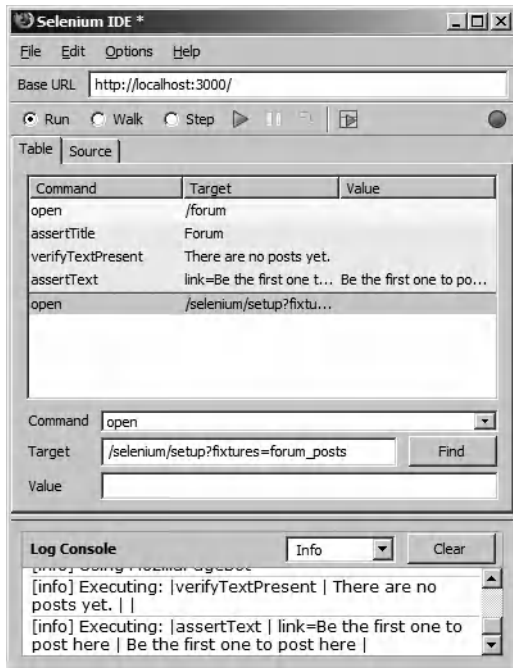 Selenium IDE *
File Edit Options Help
Base URL http://localhost:3000/
Run Walk Step
Table Source
Command Target Value
open /forum
assertTitle Forum
verifyTextPresent There are no posts yet.
assertText link=Be the first one t... Be the first one to po...
open /selenium/setup?fixtu...
Command open
Target /selenium/setup?fixtures=forum_posts Find
Value
Log Console Info Clear
[info] Executing: |verifyTextPresent | There are no
posts yet. | |
[info] Executing: |assertText | link=Be the first one to
post here | Be the first one to post here |